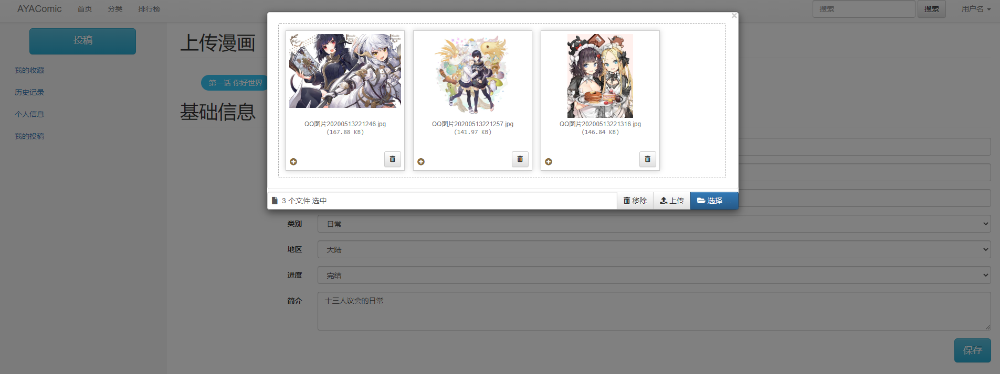 AYAComic 首页 分类 排行榜 搜索 搜索 用户名
投稿
我的收藏
历史记录
个人信息
我的投稿
上传漫画
第一话 你好世界
基础信息
×
QQ图片20200513221246.jpg
(167.88 KB)
QQ图片20200513221257.jpg
(141.97 KB)
QQ图片20200513221316.jpg
(146.84 KB)
3 个文件 选中 移除 上传 选择 ...
类别 日常
地区 大陆
进度 完结
简介 十三人议会的日常
保存